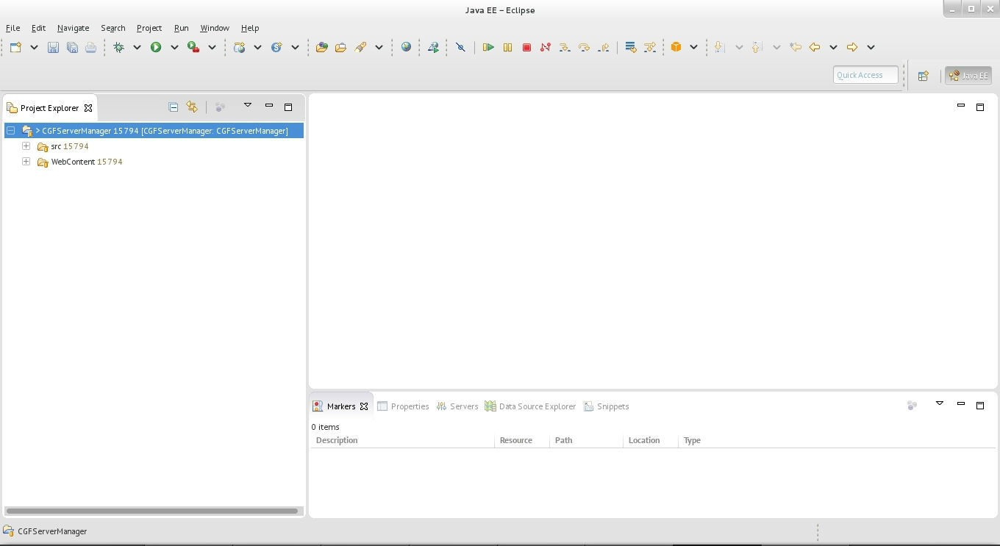 Java EE – Eclipse
File Edit Navigate Search Project Run Window Help
Quick Access
Java EE
Project Explorer
> CGFServerManager 15794 [CGFServerManager: CGFServerManager]
src 15794
WebContent 15794
Markers Properties Servers Data Source Explorer Snippets
0 items
Description Resource Path Location Type
CGFServerManager